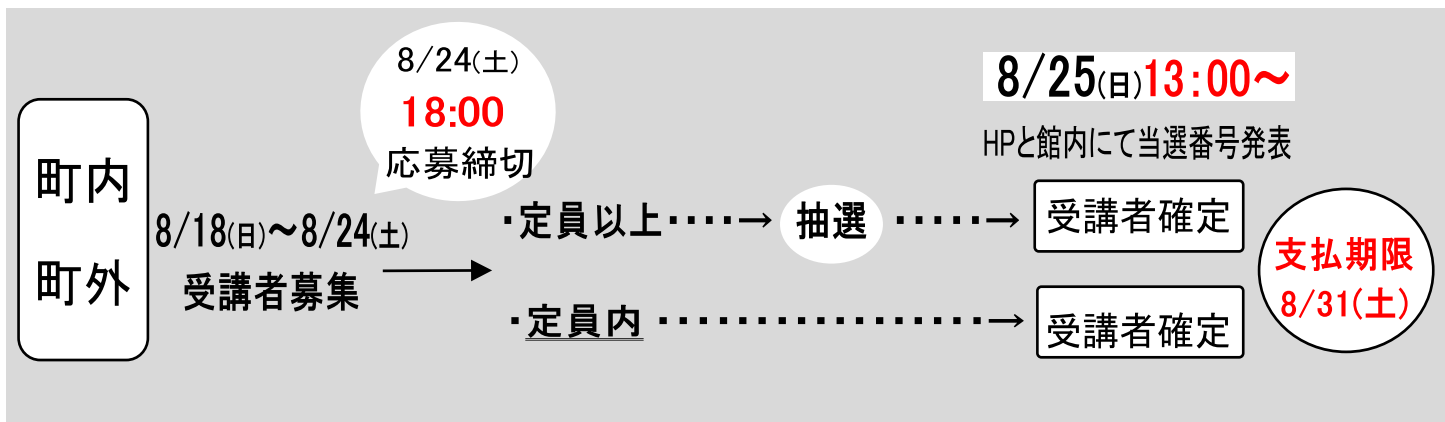 町内
町外
8/18(日)～8/24(土)
受講者募集
8/24(土)
18:00
応募締切
・定員以上・・・・→ 抽選 ・・・・・→ 受講者確定
・定員内 ・・・・・・・・・・・・・・・・・→ 受講者確定
8/25(日)13:00～
HPと館内にて当選番号発表
支払期限
8/31(土)